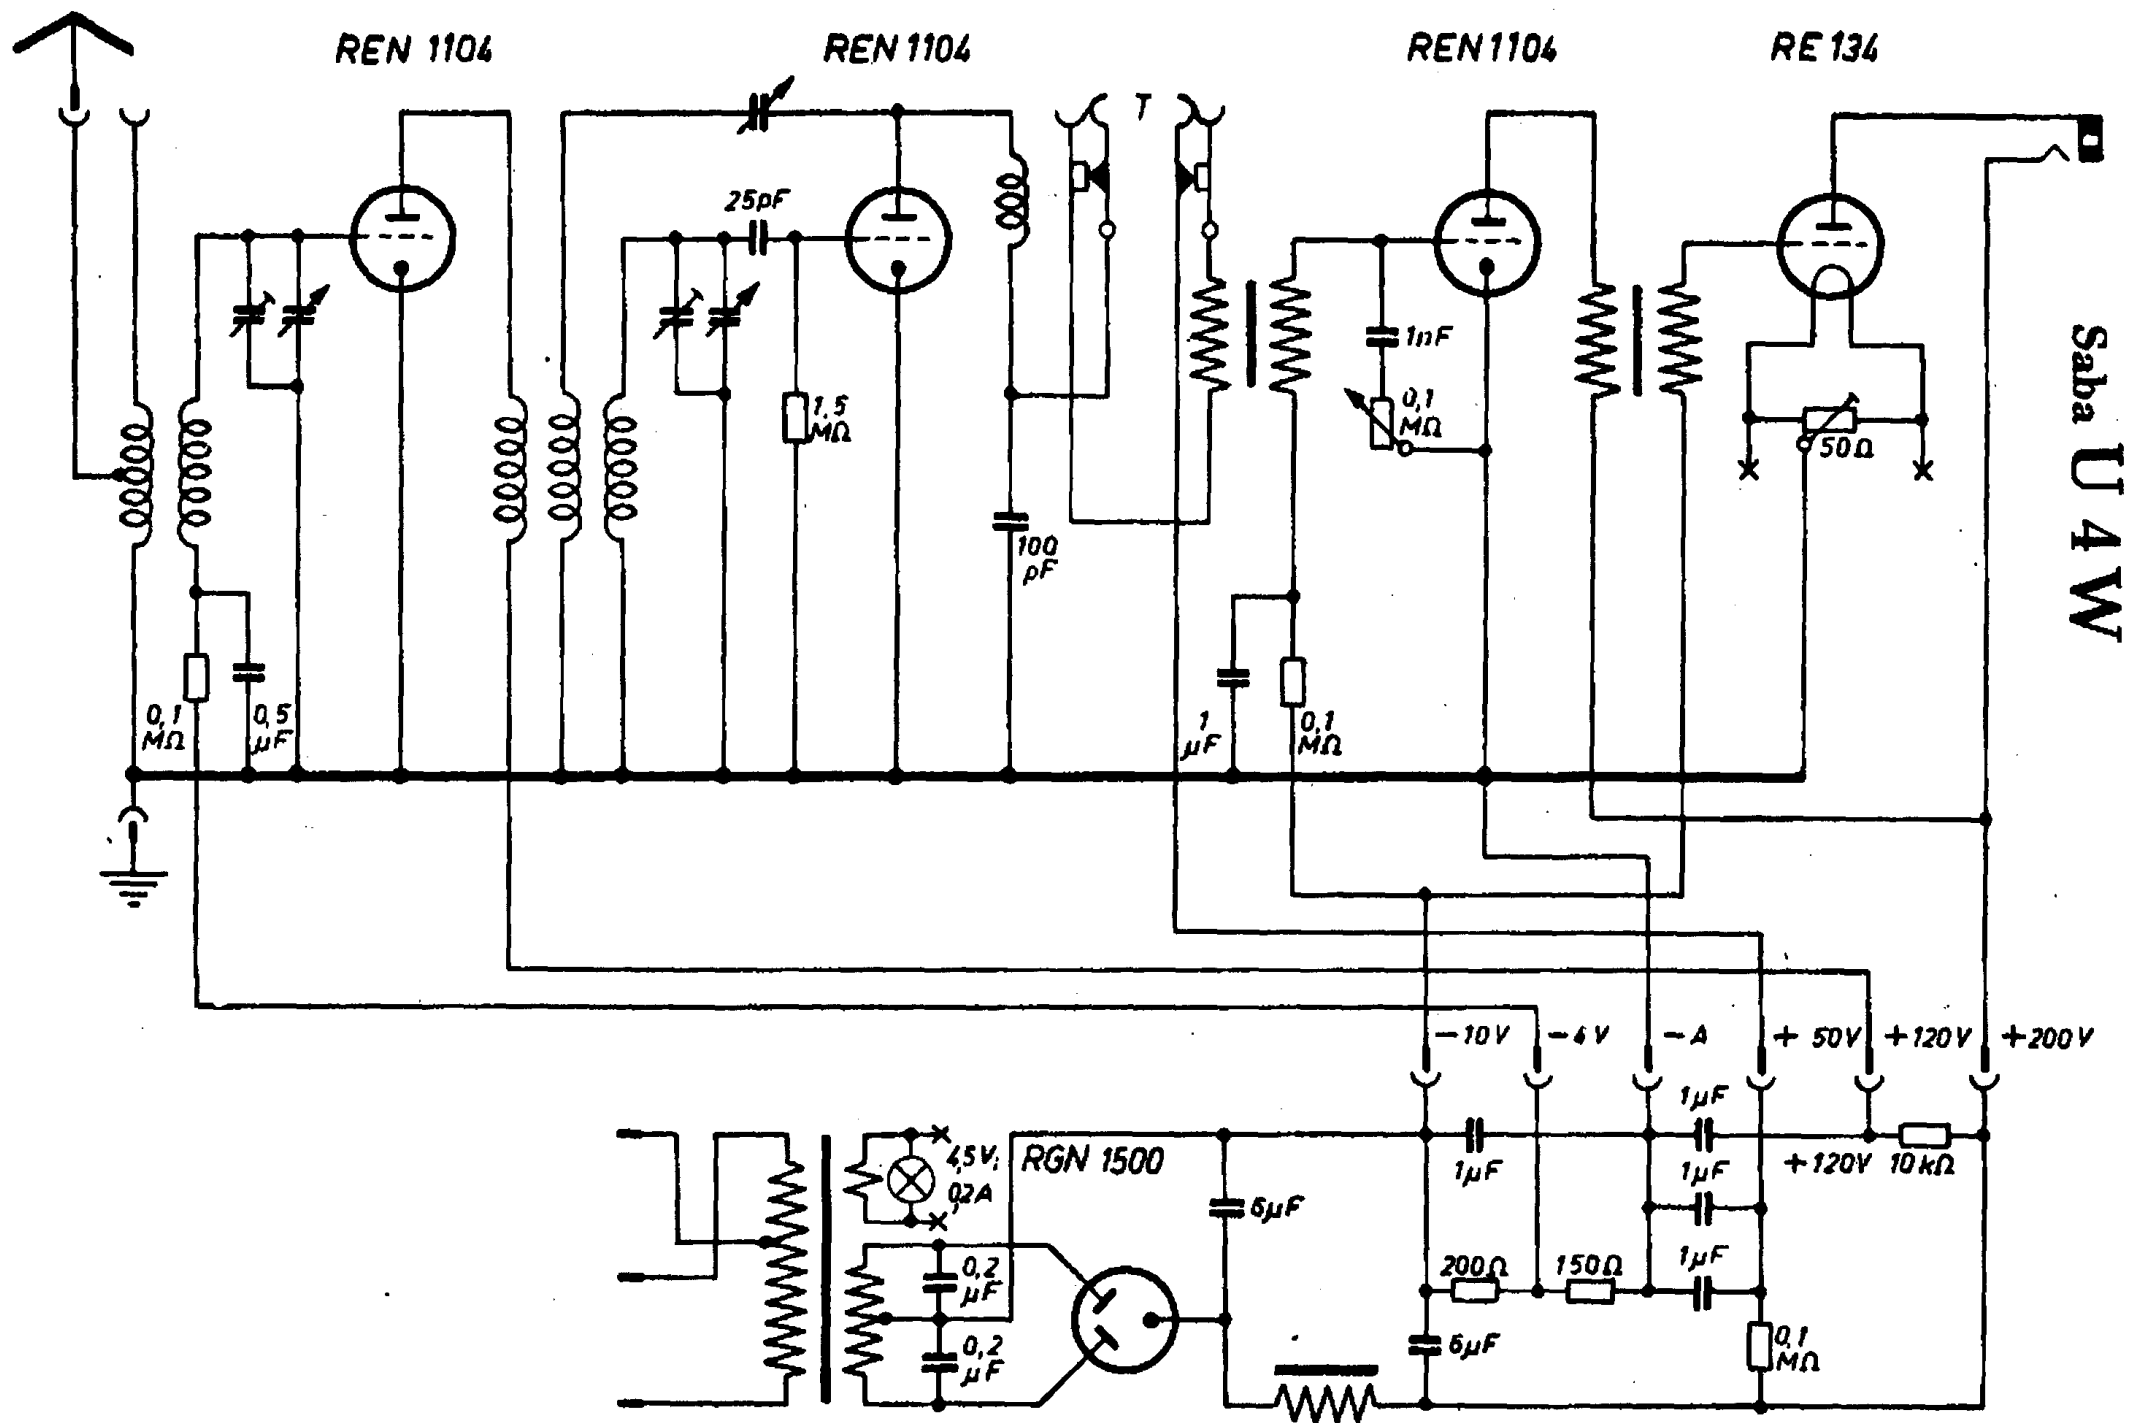 REN 1104
REN 1104
T
REN 1104
RE 134
25pF
1,5
MΩ
1nF
0,1
MΩ
50Ω
Saba U 4 W
100
pF
0,1
MΩ
0,5
µF
1
µF
0,1
MΩ
-10V
-4V
-A
+ 50V
+120V
+200V
1µF
4,5V,
0,2A
RGN 1500
1µF
+120V
10kΩ
1µF
6µF
200Ω
150Ω
1µF
0,2
µF
0,2
µF
6µF
0,1
MΩ